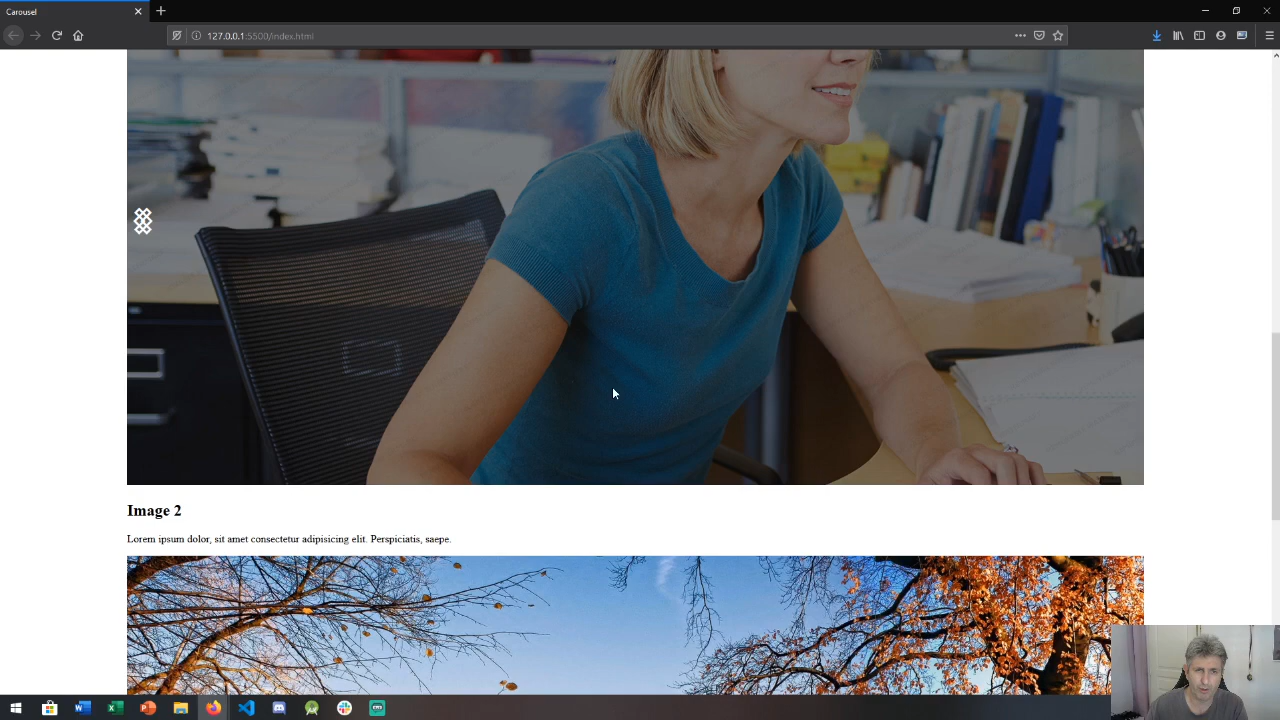 Carousel
127.0.0.1:5500/index.html
Image 2
Lorem ipsum dolor, sit amet consectetur adipisicing elit. Perspiciatis, saepe.